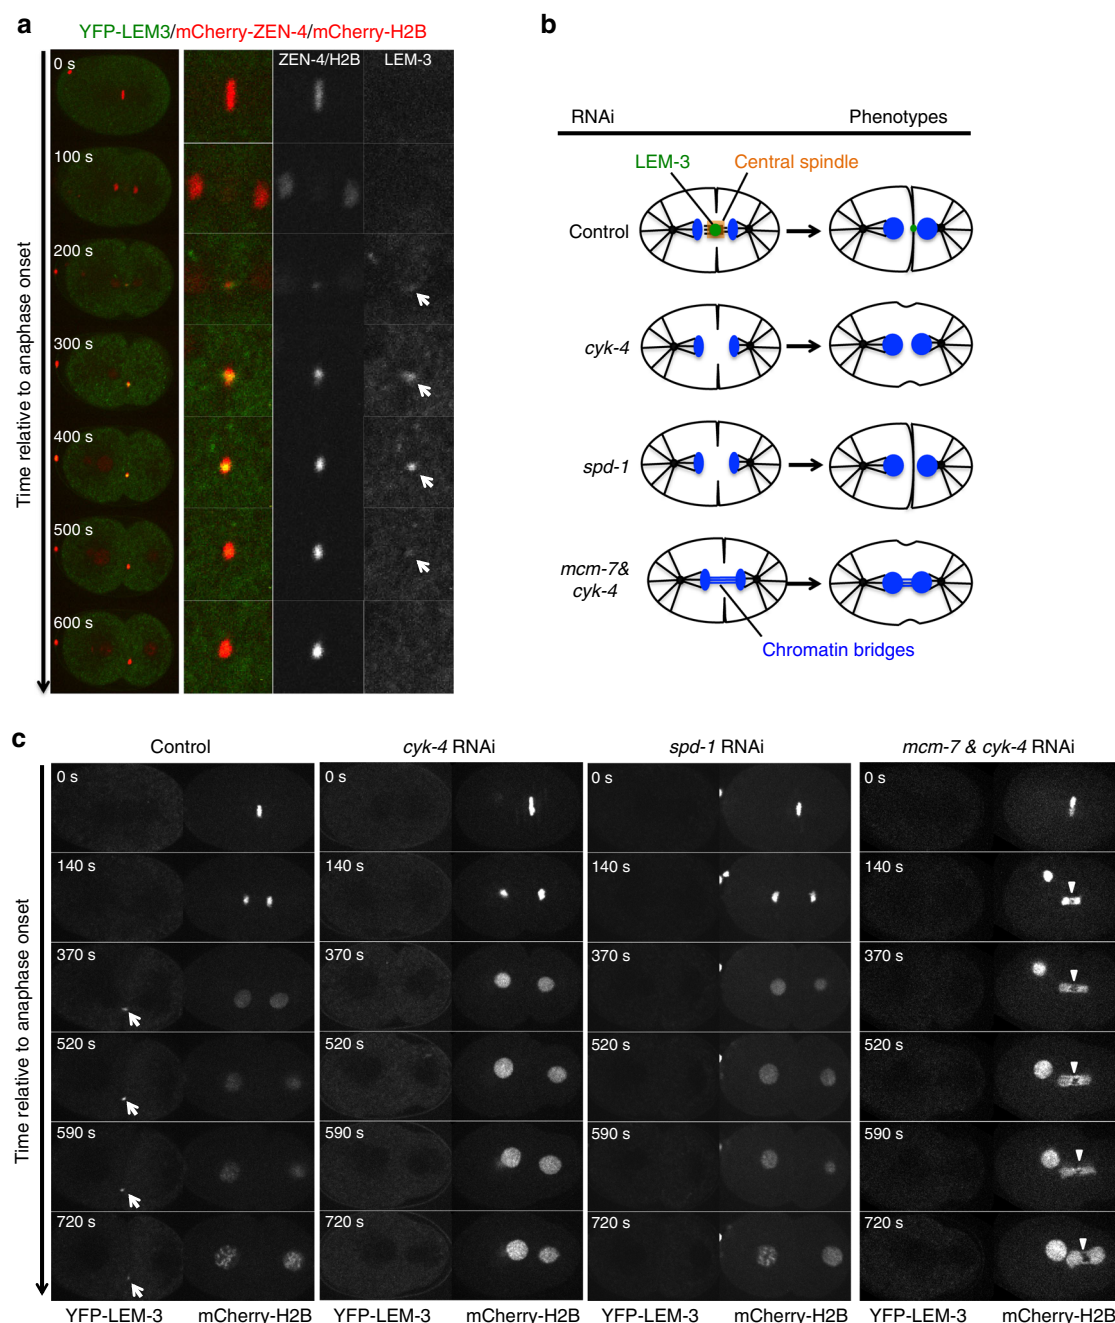 a
YFP-LEM3/mCherry-ZEN-4/mCherry-H2B
ZEN-4/H2B
LEM-3
Time relative to anaphase onset
0 s
100 s
200 s
300 s
400 s
500 s
600 s
b
RNAi
Phenotypes
LEM-3
Central spindle
Control
cyk-4
spd-1
mcm-7&
cyk-4
Chromatin bridges
c
Control
cyk-4 RNAi
spd-1 RNAi
mcm-7 & cyk-4 RNAi
Time relative to anaphase onset
0 s
0 s
0 s
0 s
140 s
140 s
140 s
140 s
370 s
370 s
370 s
370 s
520 s
520 s
520 s
520 s
590 s
590 s
590 s
590 s
720 s
720 s
720 s
720 s
YFP-LEM-3
mCherry-H2B
YFP-LEM-3
mCherry-H2B
YFP-LEM-3
mCherry-H2B
YFP-LEM-3
mCherry-H2B